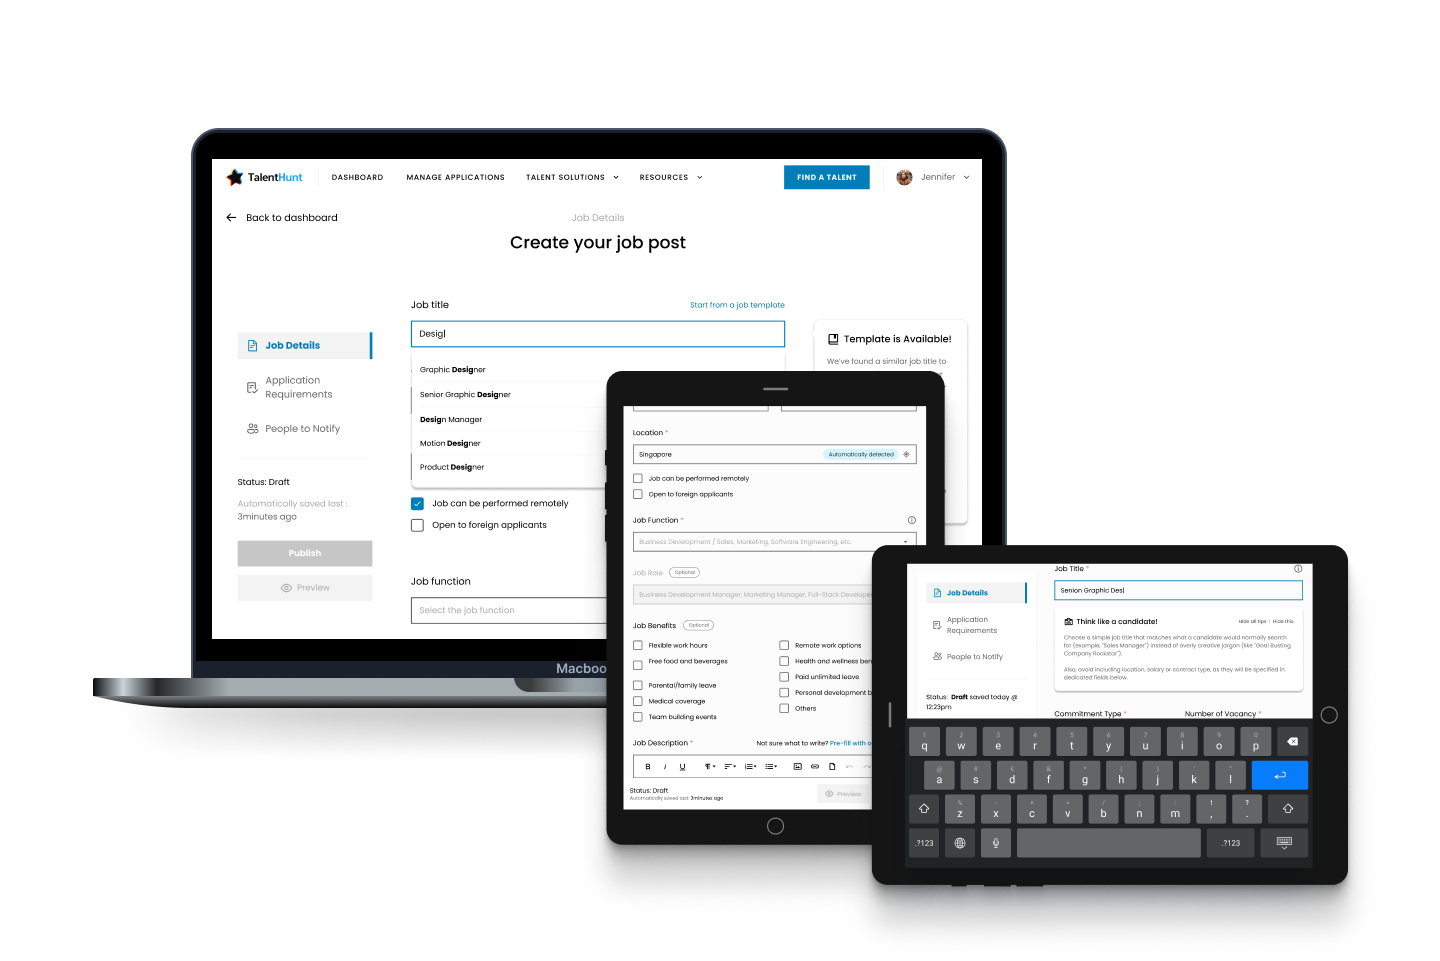 TalentHunt
DASHBOARD
MANAGE APPLICATIONS
TALENT SOLUTIONS
RESOURCES
FIND A TALENT
Jennifer
Back to dashboard
Job Details
Create your job post
Job Details
Application
Requirements
People to Notify
Status: Draft
Automatically saved last :
3minutes ago
Publish
Preview
Job title
Start from a job template
Desig
Graphic Designer
Senior Graphic Designer
Design Manager
Motion Designer
Product Designer
Job can be performed remotely
Open to foreign applicants
Job function
Select the job function
Template is Available!
We've found a similar job title to
Macboo
Location *
Singapore
Automatically detected
Job can be performed remotely
Open to foreign applicants
Job Function *
Business Development / Sales, Marketing, Software Engineering, etc.
Job Role
Optional
Business Development Manager, Marketing Manager, Full-Stack Develope
Job Benefits
Optional
Flexible work hours
Free food and beverages
Parental/family leave
Medical coverage
Team building events
Remote work options
Health and wellness ben
Paid unlimited leave
Personal development b
Others
Job Description *
Not sure what to write? Pre-fill with a
B I U
Status: Draft
Automatically saved last: 3minutes ago
Preview
Job Details
Application
Requirements
People to Notify
Status: Draft saved today @
12:23pm
Job Title *
Senion Graphic Des
Think like a candidate!
Hide all tips | Hide this
Choose a simple job title that matches what a candidate would normally search
for (example, "Sales Manager") instead of overly creative jargon (like "Goal Busting
Company Rockstar").
Also, avoid including location, salary or contract type, as they will be specified in
dedicated fields below.
Commitment Type *
Number of Vacancy *
1 2 3 4 5 6 7 8 9 0
q w e r t y u i o p
@ # € & * ( ) ' "
a s d f g h j k l
% - + = / ; : ! ?
z x c v b n m , .
.?123
.?123